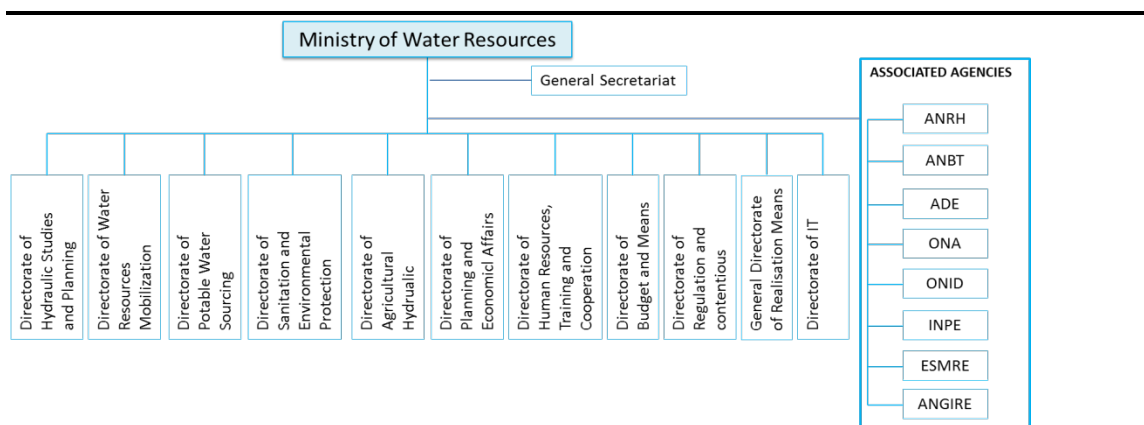 Ministry of Water Resources
General Secretariat
ASSOCIATED AGENCIES
ANRH
ANBT
ADE
ONA
ONID
INPE
ESMRE
ANGIRE
Directorate of
Hydraulic Studies
and Planning
Directorate of Water
Resources
Mobilization
Directorate of
Potable Water
Sourcing
Directorate of
Sanitation and
Environmental
Protection
Directorate of
Agricultural
Hydrualic
Directorate of
Planning and
Economicl Affairs
Directorate of
Human Resources,
Training and
Cooperation
Directorate of
Budget and Means
Directorate of
Regulation and
contentious
General Directorate
of Realisation Means
Directorate of IT